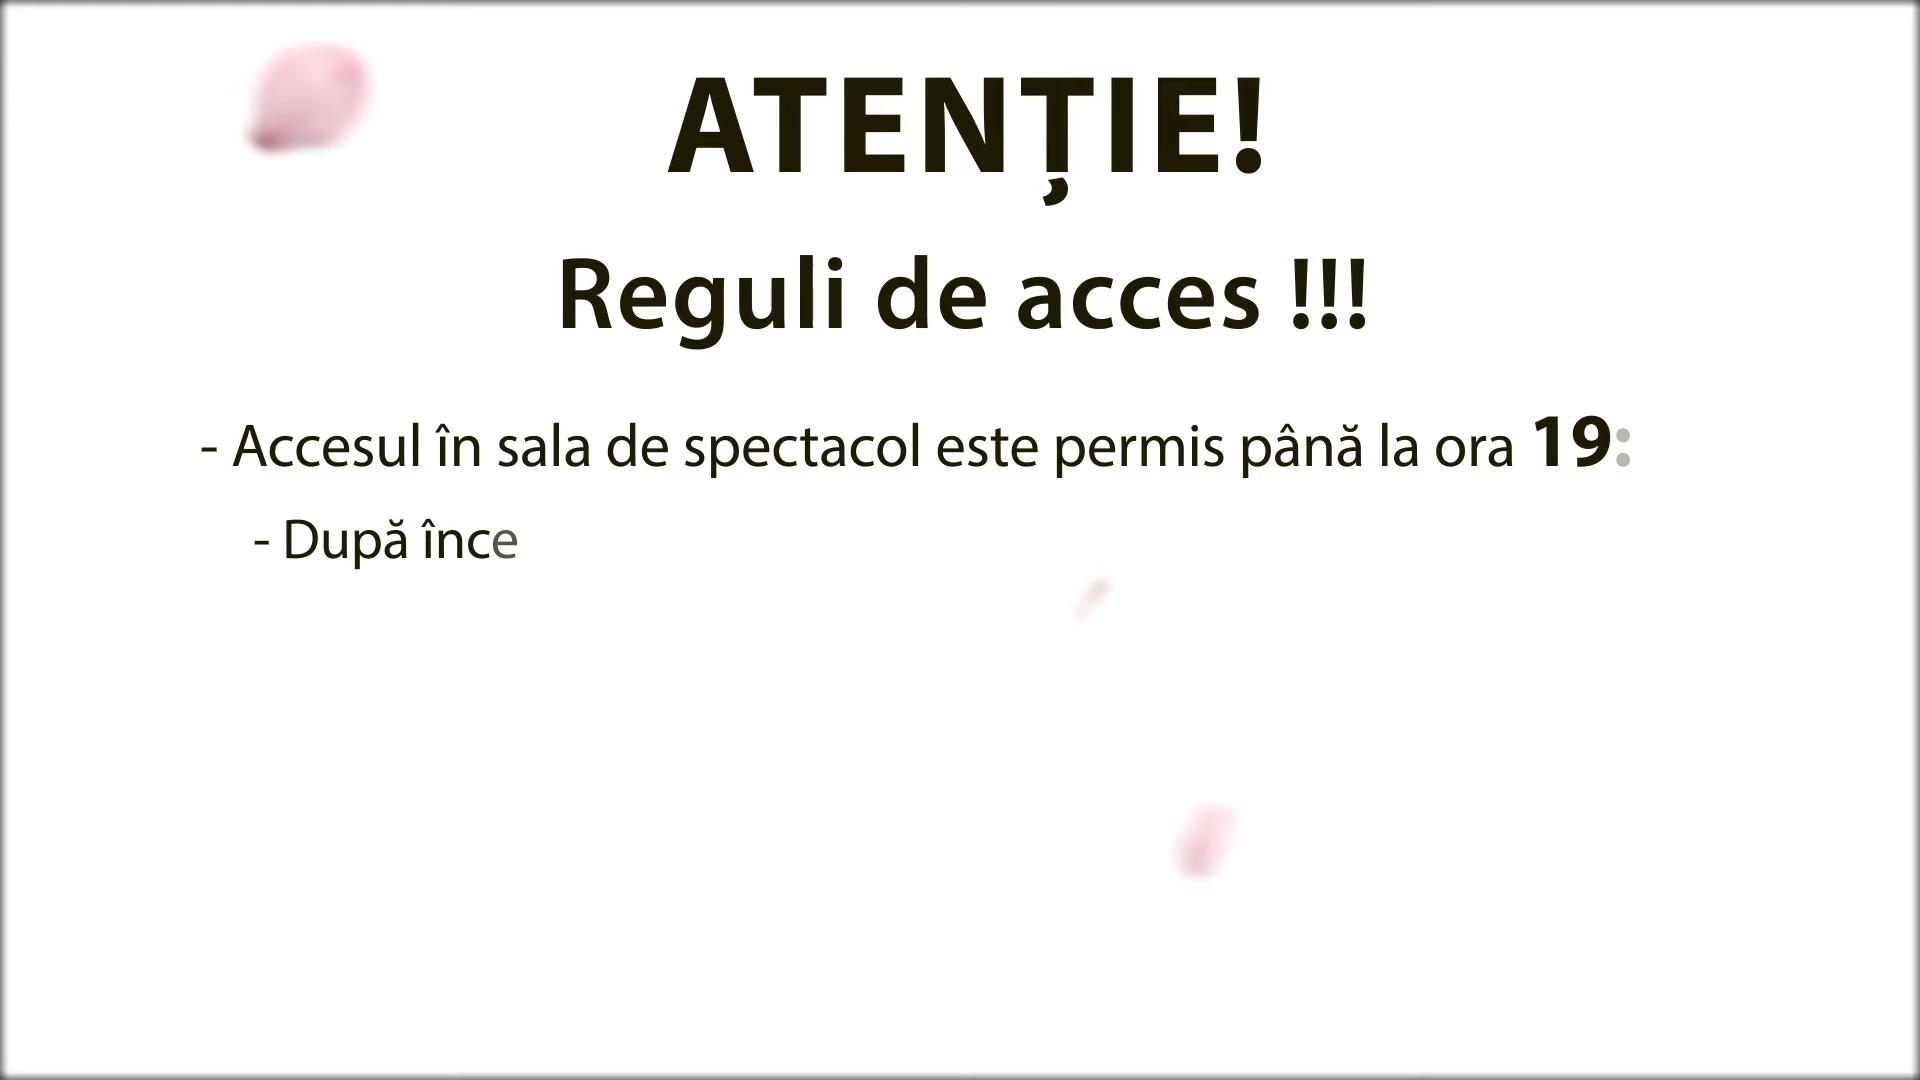 ATENȚIE!
Reguli de acces !!!
- Accesul în sala de spectacol este permis până la ora 19:
- După înce